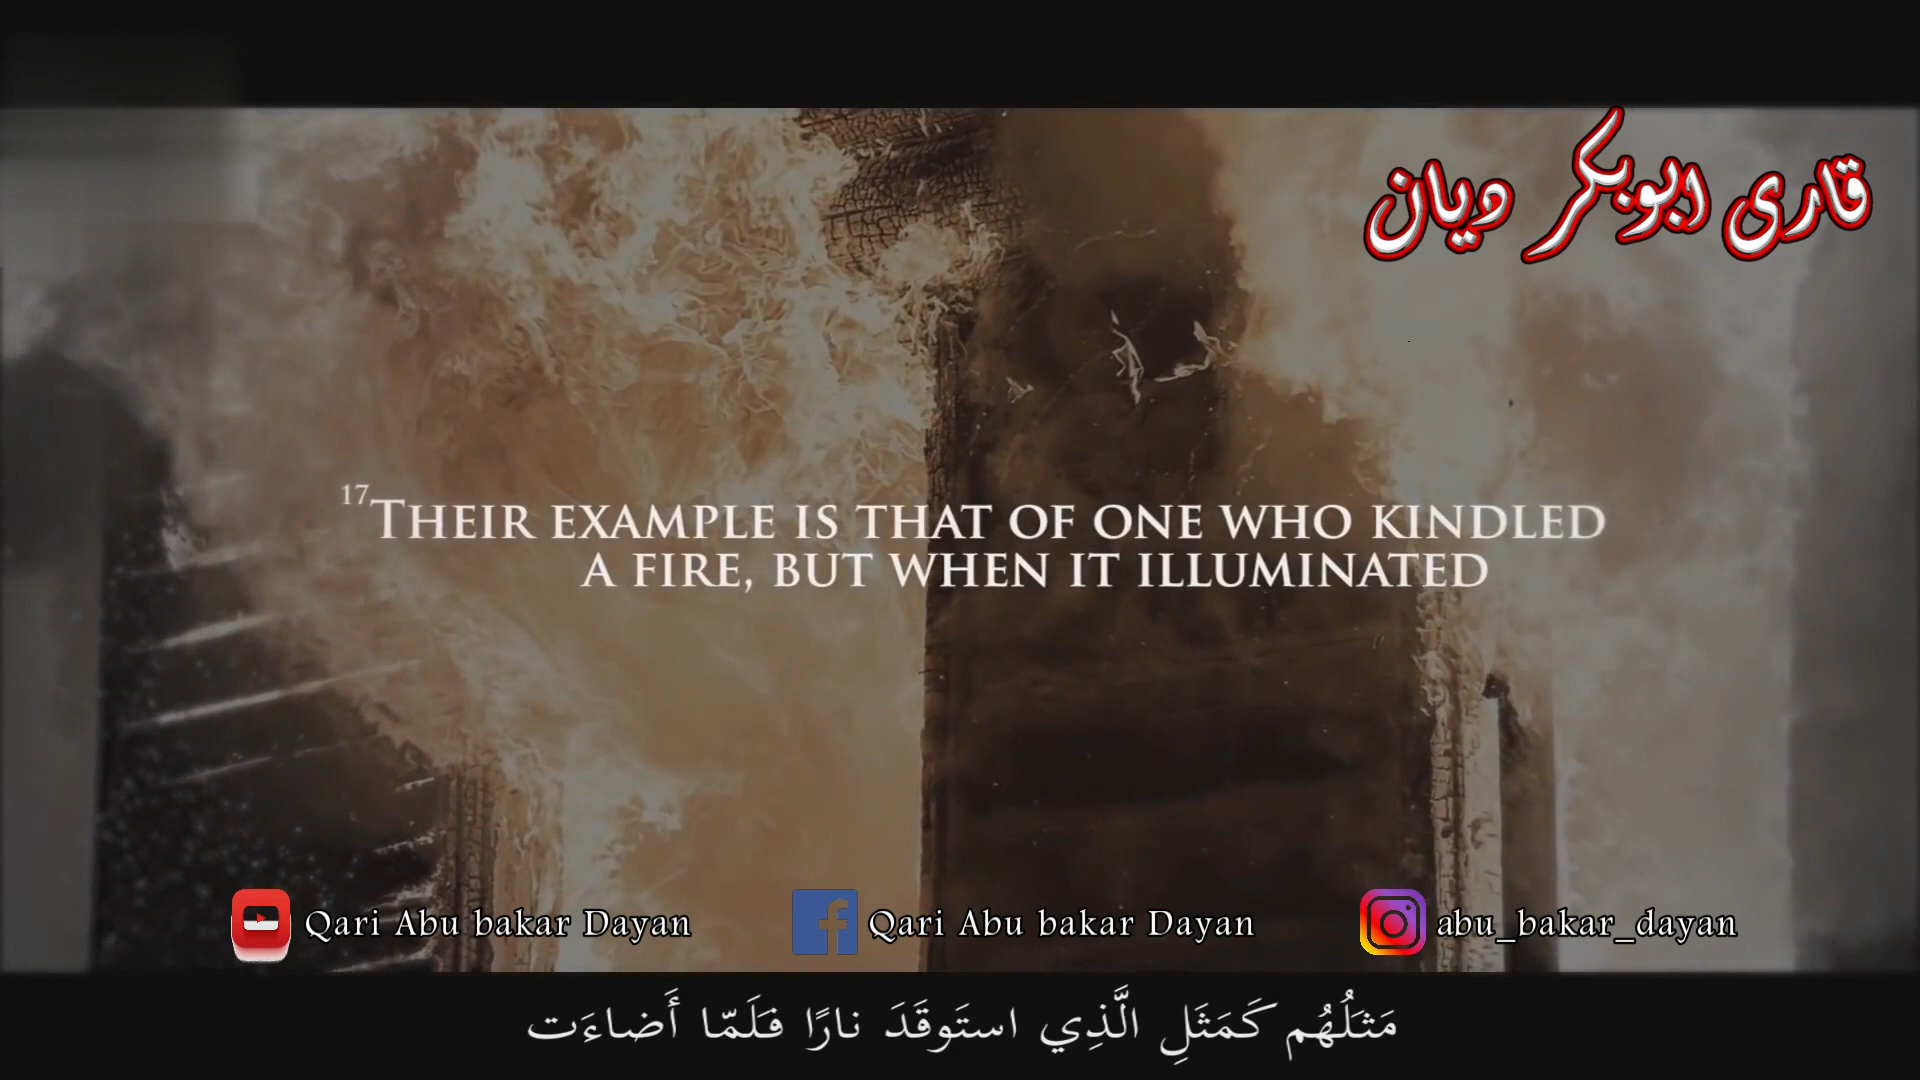 قاری ابوبکر دیان
17THEIR EXAMPLE IS THAT OF ONE WHO KINDLED
A FIRE, BUT WHEN IT ILLUMINATED
Qari Abu bakar Dayan
Qari Abu bakar Dayan
abu_bakar_dayan
مَثَلُهُم كَمَثَلِ الَّذِي استَوقَدَ نارًا فَلَمّا أَضاءَت